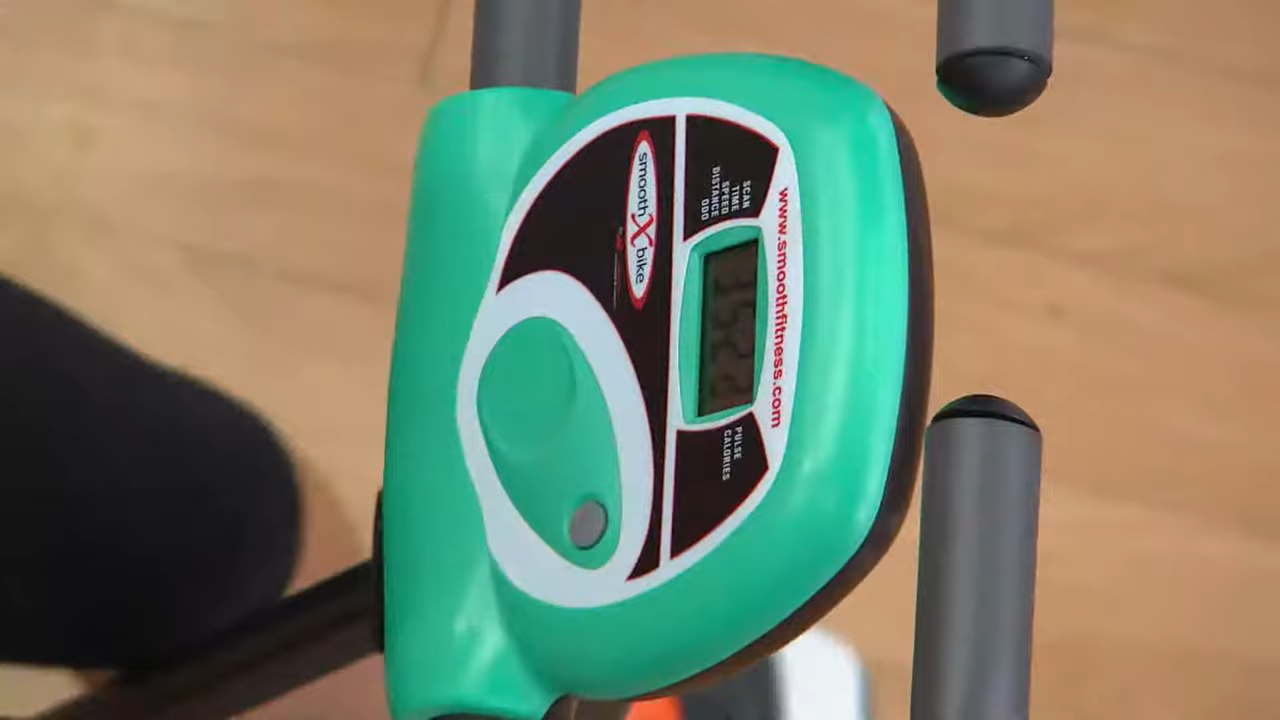 www.smoothfitness.com
SCAN
TIME
SPEED
DISTANCE
ODO
PULSE
CALORIES
smooth X bike